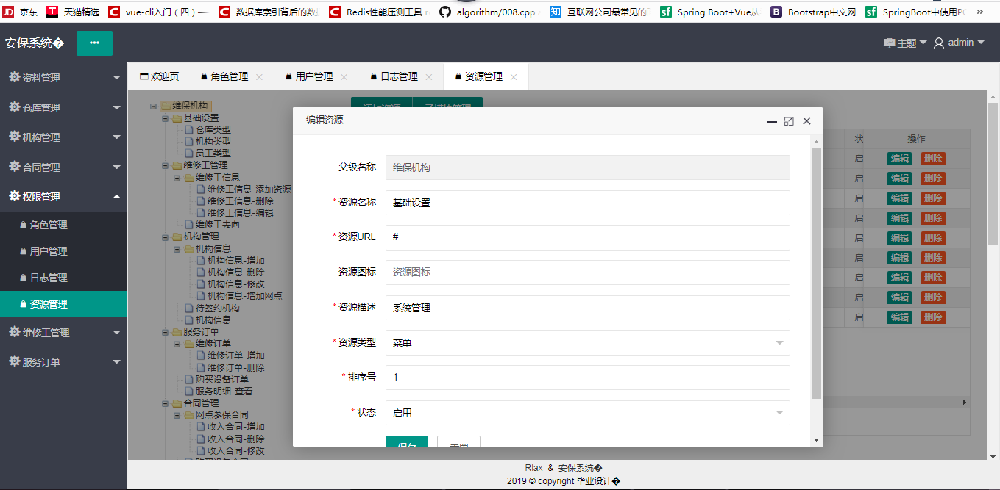 京东 天猫精选 vue-cli入门（四）— 数据库索引背后的数 Redis性能压测工具 algorithm/008.cpp 互联网公司最常见的 Spring Boot+Vue从 Bootstrap中文网 SpringBoot中使用PO »
安保系统� ••• 主题 admin
资料管理
仓库管理
机构管理
合同管理
权限管理
角色管理
用户管理
日志管理
资源管理
维修工管理
服务订单
欢迎页 角色管理 用户管理 日志管理 资源管理
维保机构
基础设置
仓库类型
机构类型
员工类型
维修工管理
维修工信息
维修工信息-添加资源
维修工信息-删除
维修工信息-编辑
维修工去向
机构管理
机构信息
机构信息-增加
机构信息-删除
机构信息-修改
机构信息-增加网点
待签约机构
机构信息
服务订单
维修订单
维修订单-增加
维修订单-删除
购买设备订单
服务明细-查看
合同管理
网点参保合同
收入合同-增加
收入合同-删除
收入合同-修改
编辑资源
父级名称 维保机构
*资源名称 基础设置
*资源URL #
资源图标 资源图标
*资源描述 系统管理
*资源类型 菜单
*排序号 1
*状态 启用
保存 重置
状 操作
启 编辑 删除
启 编辑 删除
启 编辑 删除
启 编辑 删除
启 编辑 删除
启 编辑 删除
启 编辑 删除
启 编辑 删除
启 编辑 删除
Rlax & 安保系统�
2019 © copyright 毕业设计�